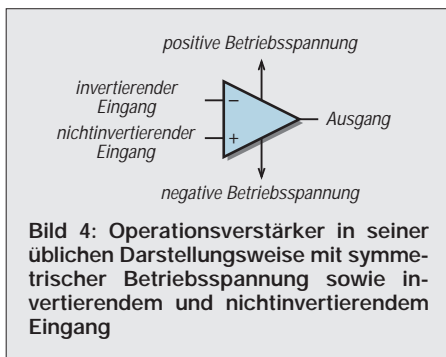 positive Betriebsspannung
invertierender
Eingang
−
nichtinvertierender
Eingang
+
Ausgang
negative Betriebsspannung
Bild 4: Operationsverstärker in seiner
üblichen Darstellungsweise mit symme-
trischer Betriebsspannung sowie in-
vertierendem und nichtinvertierendem
Eingang